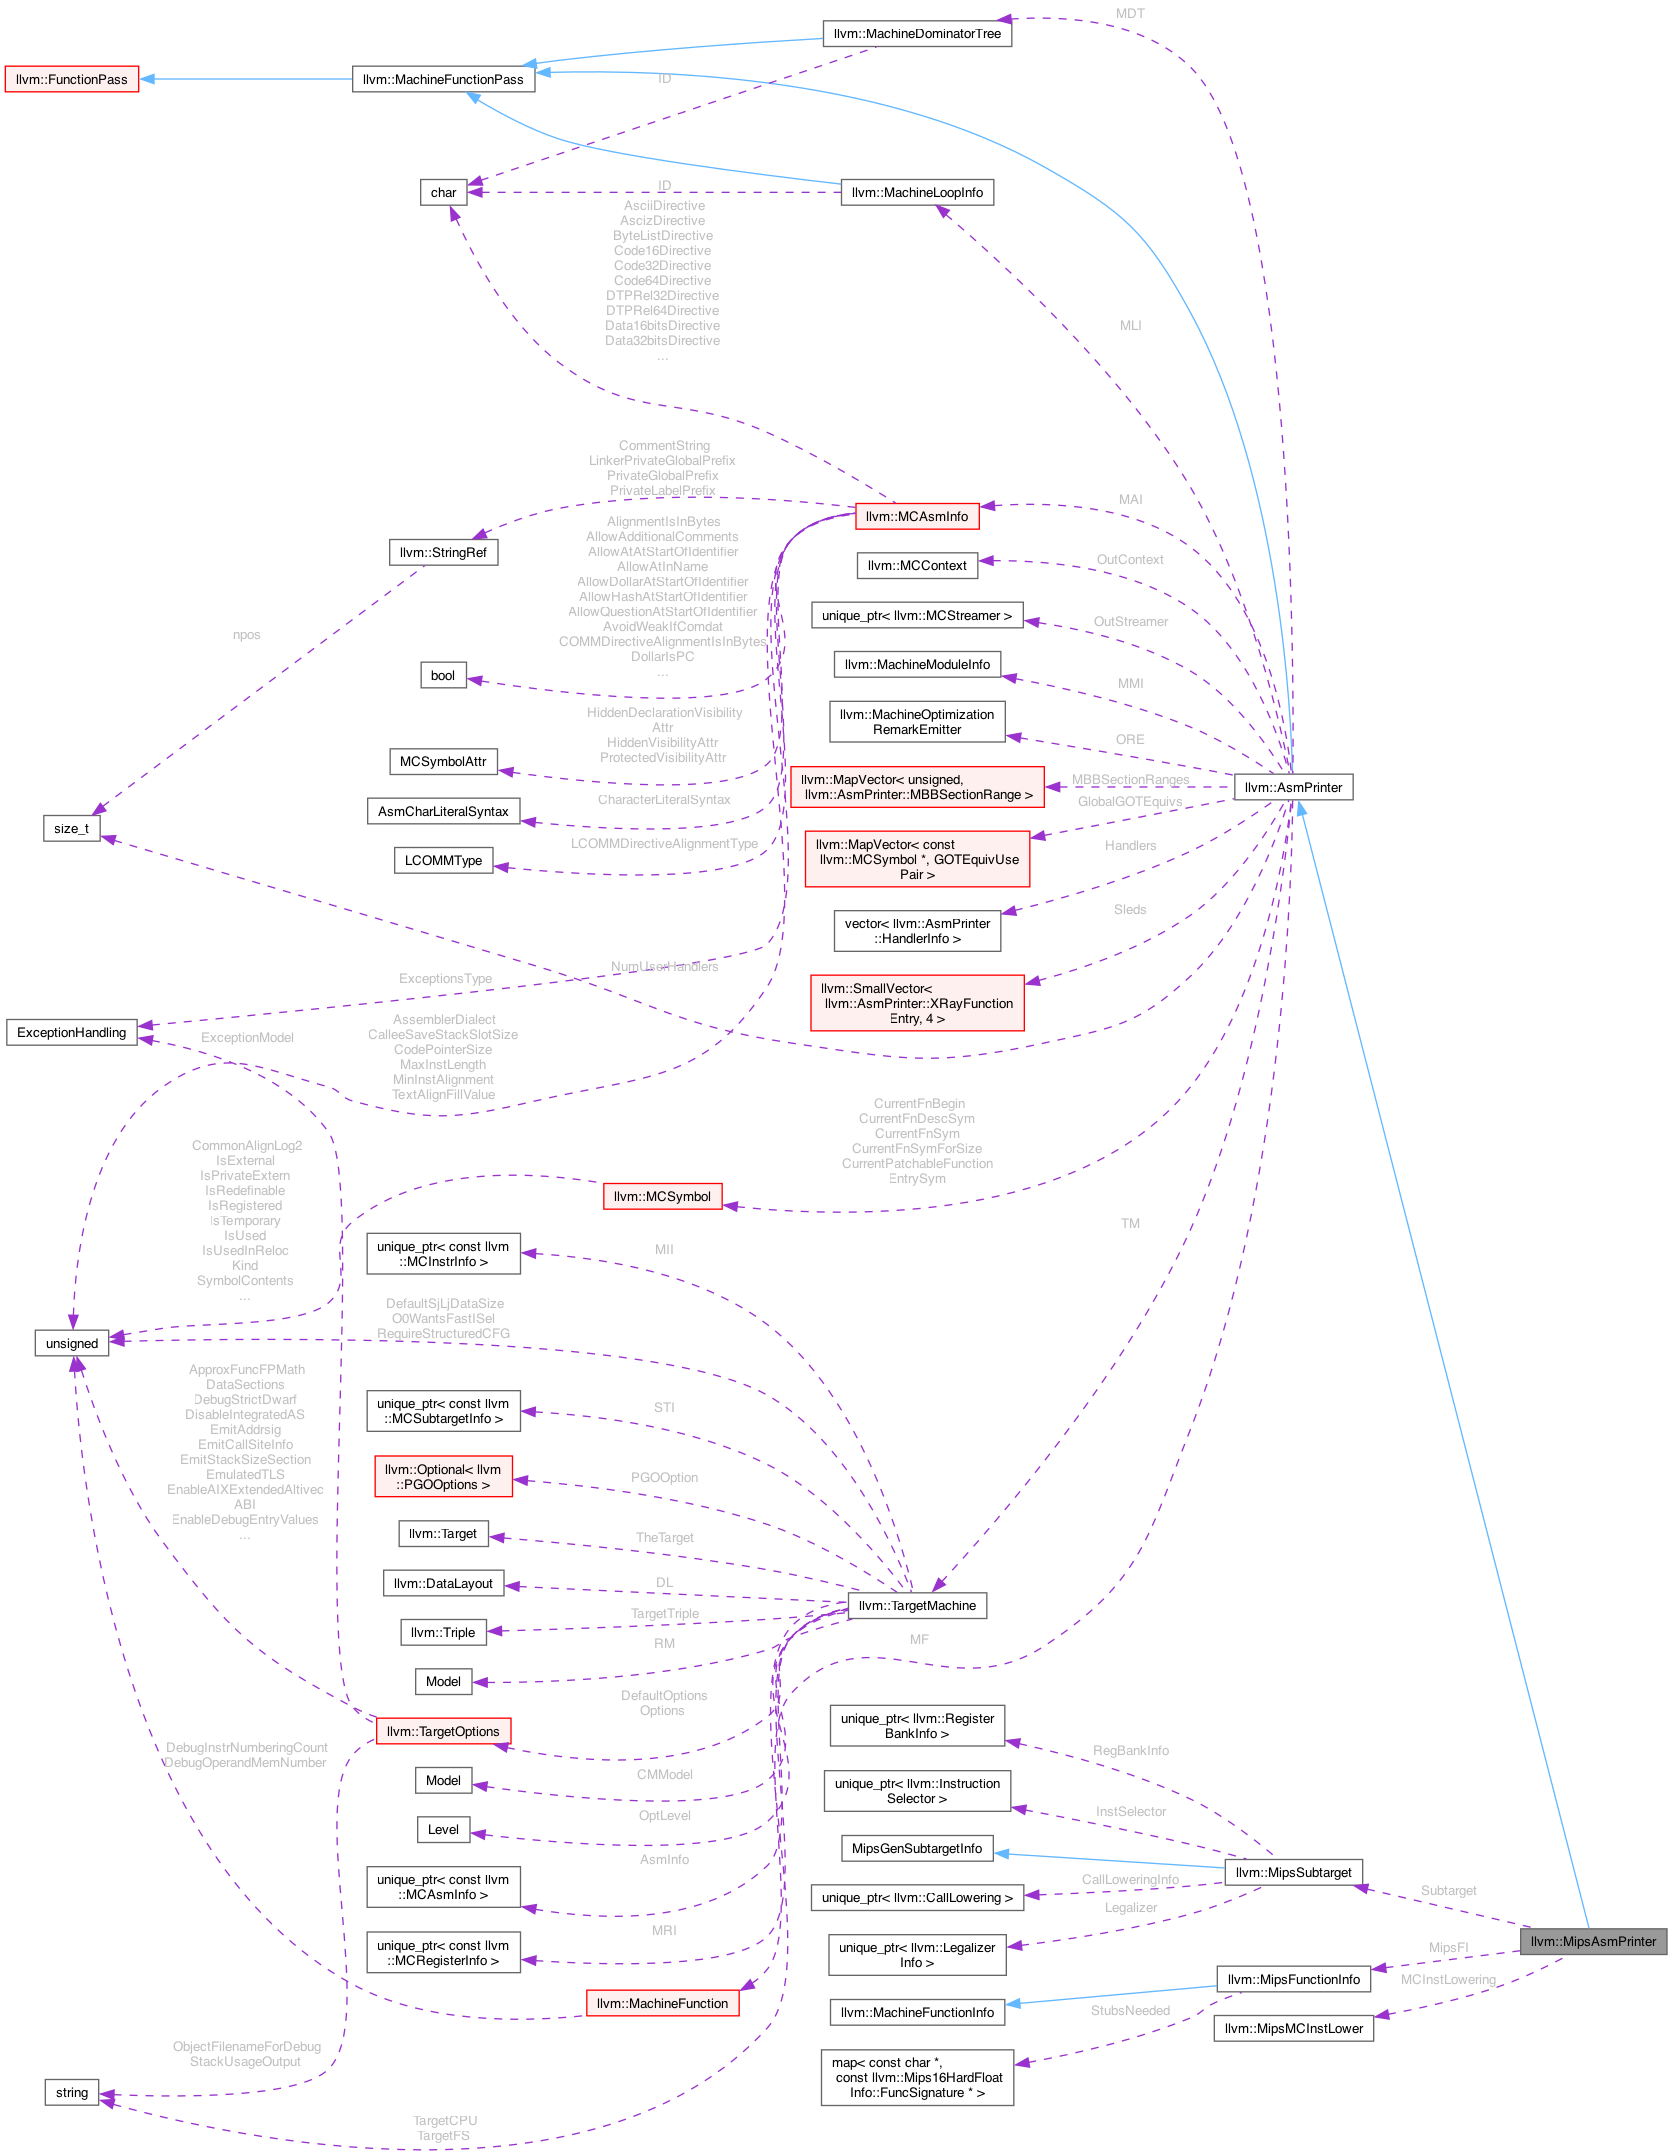 MDT
llvm::MachineDominatorTree
llvm::FunctionPass
llvm::MachineFunctionPass
ID
char
ID
llvm::MachineLoopInfo
AsciiDirective
AscizDirective
ByteListDirective
Code16Directive
Code32Directive
Code64Directive
DTPRel32Directive
DTPRel64Directive
Data16bitsDirective
Data32bitsDirective
...
MLI
CommentString
LinkerPrivateGlobalPrefix
PrivateGlobalPrefix
PrivateLabelPrefix
MAI
llvm::MCAsmInfo
llvm::StringRef
AlignmentIsInBytes
AllowAdditionalComments
AllowAtAtStartOfIdentifier
AllowAtInName
AllowDollarAtStartOfIdentifier
AllowHashAtStartOfIdentifier
AllowQuestionAtStartOfIdentifier
AvoidWeakIfComdat
COMMDirectiveAlignmentIsInBytes
DollarIsPC
...
llvm::MCContext
OutContext
unique_ptr< llvm::MCStreamer >
OutStreamer
npos
bool
llvm::MachineModuleInfo
MMI
HiddenDeclarationVisibility
Attr
HiddenVisibilityAttr
ProtectedVisibilityAttr
llvm::MachineOptimization
RemarkEmitter
ORE
MCSymbolAttr
llvm::MapVector< unsigned,
llvm::AsmPrinter::MBBSectionRange >
MBBSectionRanges
llvm::AsmPrinter
AsmCharLiteralSyntax
CharacterLiteralSyntax
GlobalGOTEquivs
size_t
LCOMMType
LCOMMDirectiveAlignmentType
llvm::MapVector< const
llvm::MCSymbol *, GOTEquivUse
Pair >
Handlers
vector< llvm::AsmPrinter
::HandlerInfo >
Sleds
NumUserHandlers
ExceptionsType
llvm::SmallVector<
llvm::AsmPrinter::XRayFunction
Entry, 4 >
ExceptionHandling
ExceptionModel
AssemblerDialect
CalleeSaveStackSlotSize
CodePointerSize
MaxInstLength
MinInstAlignment
TextAlignFillValue
CurrentFnBegin
CurrentFnDescSym
CurrentFnSym
CurrentFnSymForSize
CurrentPatchableFunction
EntrySym
CommonAlignLog2
IsExternal
IsPrivateExtern
IsRedefinable
IsRegistered
IsTemporary
IsUsed
IsUsedInReloc
Kind
SymbolContents
...
llvm::MCSymbol
TM
unique_ptr< const llvm
::MCInstrInfo >
MII
DefaultSjLjDataSize
O0WantsFastISel
RequireStructuredCFG
unsigned
ApproxFuncFPMath
DataSections
DebugStrictDwarf
DisableIntegratedAS
EmitAddrsig
EmitCallSiteInfo
EmitStackSizeSection
EmulatedTLS
EnableAIXExtendedAltivec
ABI
EnableDebugEntryValues
...
unique_ptr< const llvm
::MCSubtargetInfo >
STI
llvm::Optional< llvm
::PGOOptions >
PGOOption
llvm::Target
TheTarget
llvm::DataLayout
DL
llvm::TargetMachine
llvm::Triple
TargetTriple
Model
RM
MF
DefaultOptions
Options
llvm::TargetOptions
unique_ptr< llvm::Register
BankInfo >
RegBankInfo
DebugInstrNumberingCount
DebugOperandMemNumber
Model
CMModel
unique_ptr< llvm::Instruction
Selector >
InstSelector
Level
OptLevel
MipsGenSubtargetInfo
llvm::MipsSubtarget
AsmInfo
unique_ptr< const llvm
::MCAsmInfo >
unique_ptr< llvm::CallLowering >
CallLoweringInfo
Legalizer
Subtarget
MRI
unique_ptr< const llvm
::MCRegisterInfo >
unique_ptr< llvm::Legalizer
Info >
llvm::MipsAsmPrinter
MipsFI
MCInstLowering
llvm::MipsFunctionInfo
llvm::MachineFunction
llvm::MachineFunctionInfo
StubsNeeded
llvm::MipsMCInstLower
ObjectFilenameForDebug
StackUsageOutput
map< const char *,
const llvm::Mips16HardFloat
Info::FuncSignature * >
string
TargetCPU
TargetFS